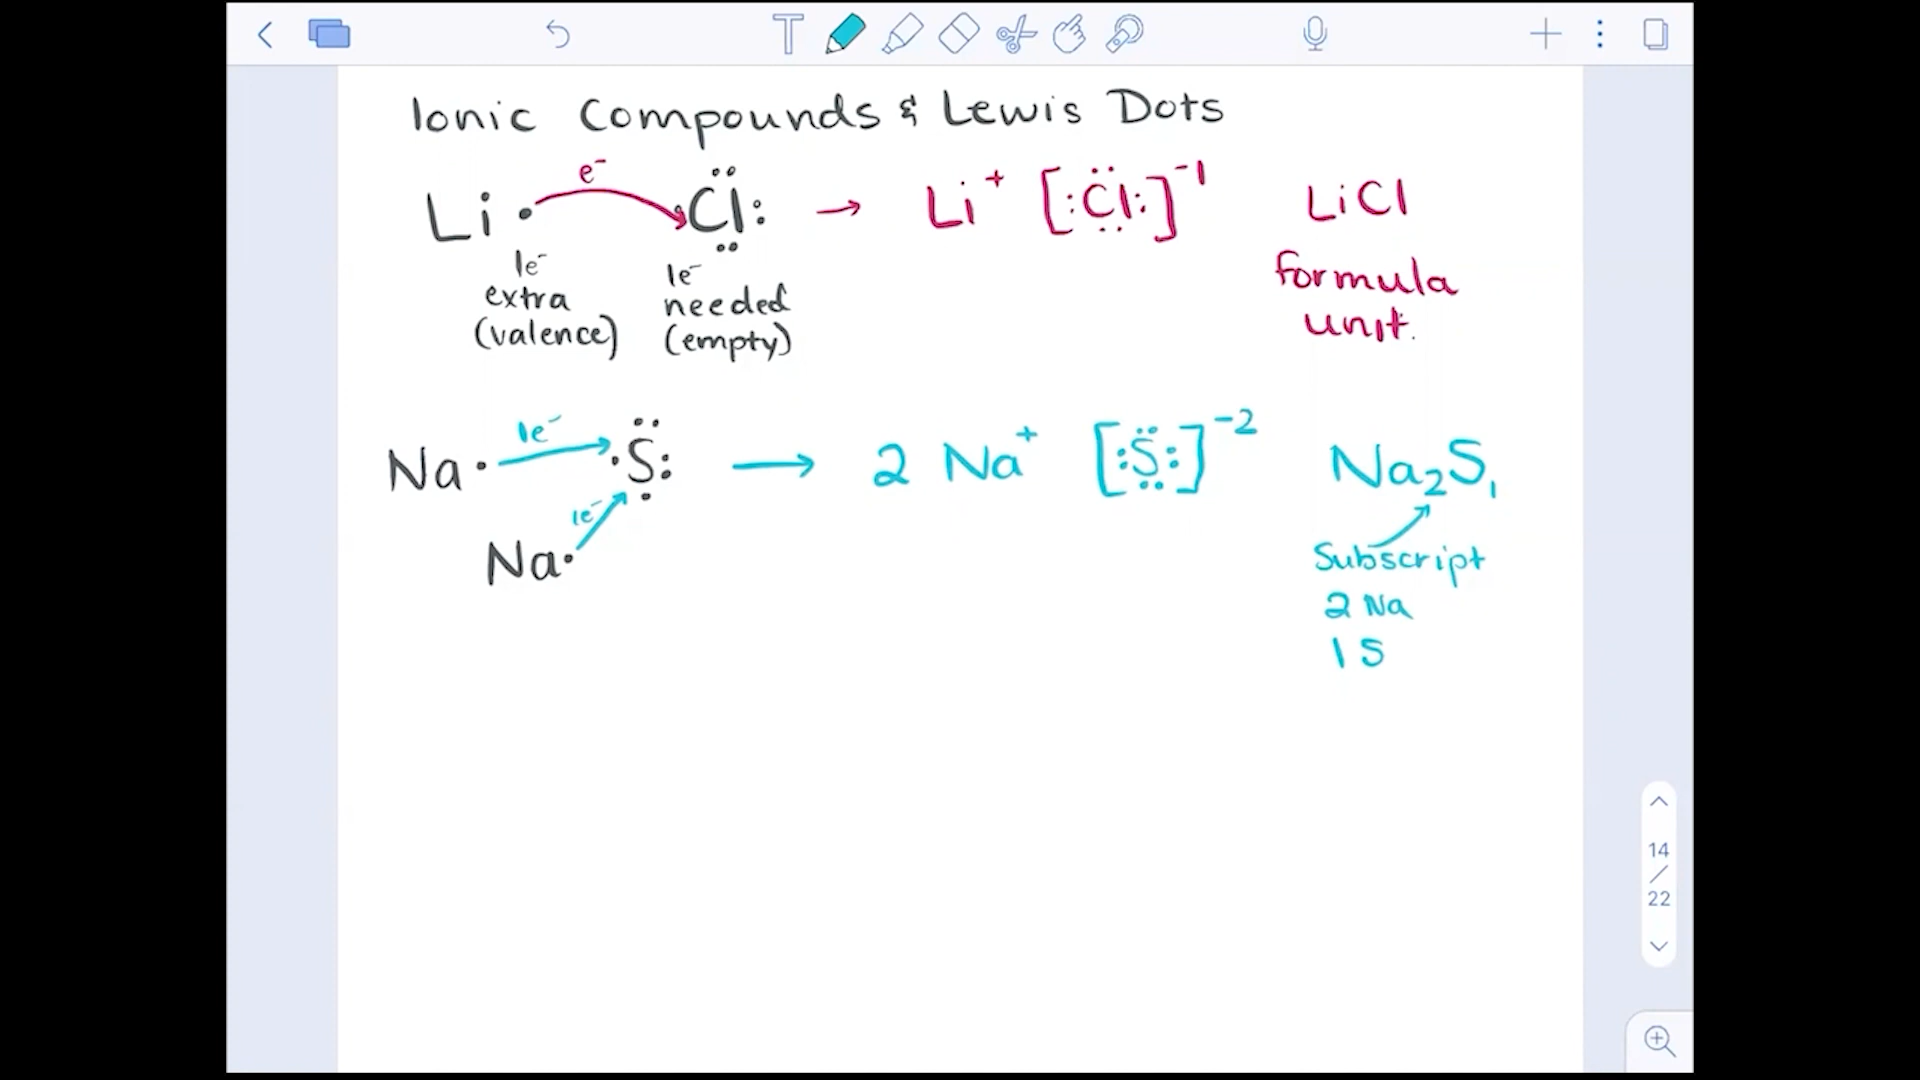 Ionic Compounds & Lewis Dots
Li· e⁻ Cl → Li⁺ [Cl]⁻¹ LiCl
1e⁻ extra (valence)
1e⁻ needed (empty)
formula unit.
Na· 1e⁻ S → 2 Na⁺ [S]⁻² Na₂S₁
Na· 1e⁻
Subscript
2 Na
1 S
14
/
22